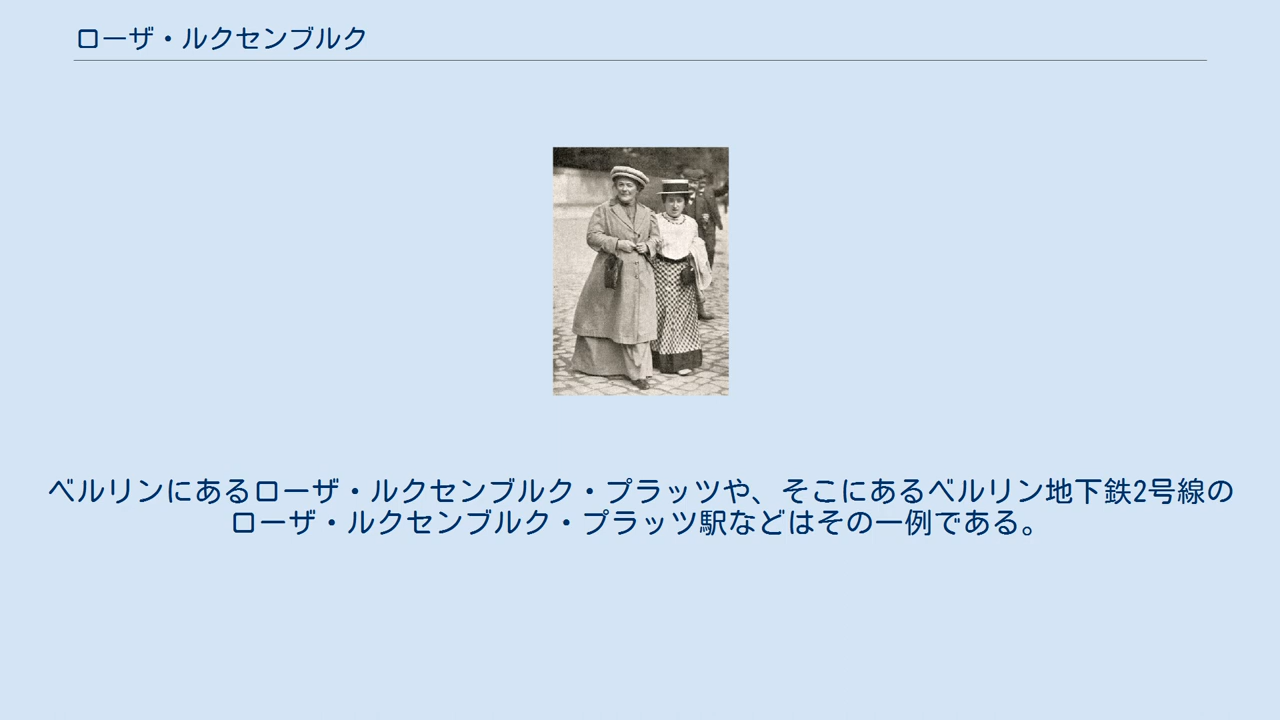 ローザ・ルクセンブルク
ベルリンにあるローザ・ルクセンブルク・プラッツや、そこにあるベルリン地下鉄2号線の
ローザ・ルクセンブルク・プラッツ駅などはその一例である。